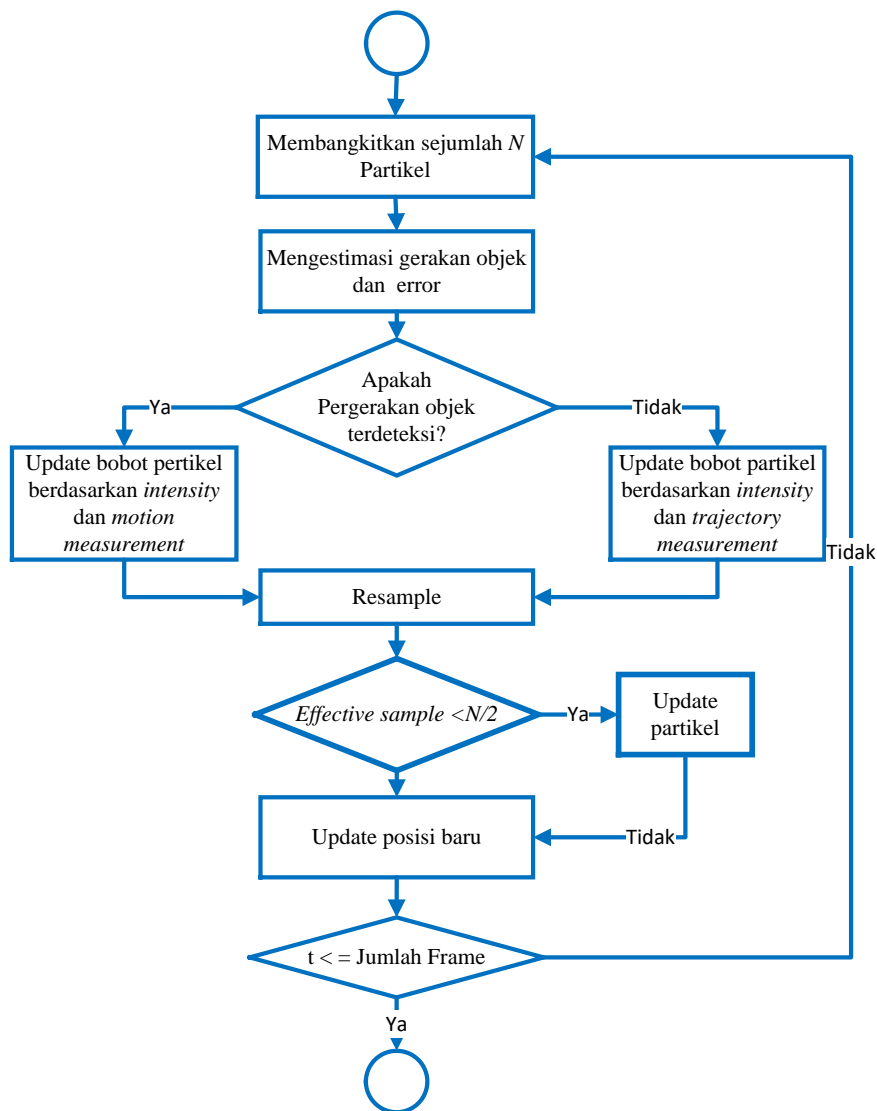 Membangkitkan sejumlah N
Partikel
Mengestimasi gerakan objek
dan error
Apakah
Pergerakan objek
terdeteksi?
Ya
Tidak
Update bobot pertikel
berdasarkan intensity
dan motion
measurement
Update bobot partikel
berdasarkan intensity
dan trajectory
measurement
Tidak
Resample
Effective sample <N/2
Ya
Update
partikel
Update posisi baru
Tidak
t < = Jumlah Frame
Ya